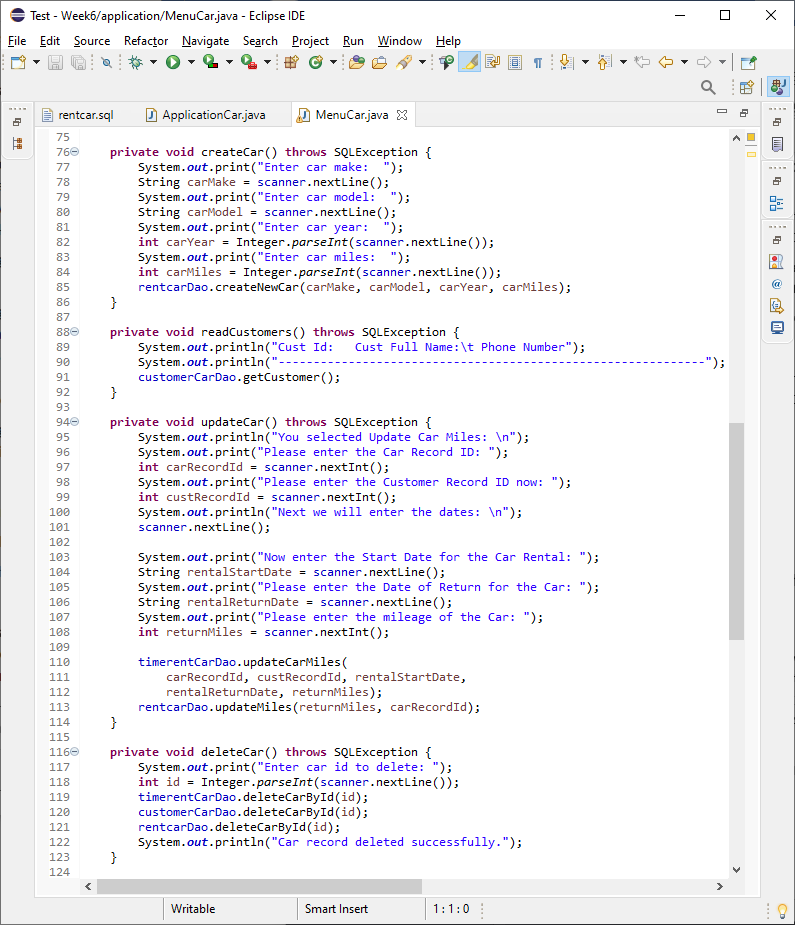 Test - Week6/application/MenuCar.java - Eclipse IDE
File Edit Source Refactor Navigate Search Project Run Window Help
rentcar.sql ApplicationCar.java MenuCar.java
75
76 private void createCar() throws SQLException {
77 System.out.print("Enter car make:  ");
78 String carMake = scanner.nextLine();
79 System.out.print("Enter car model:  ");
80 String carModel = scanner.nextLine();
81 System.out.print("Enter car year:  ");
82 int carYear = Integer.parseInt(scanner.nextLine());
83 System.out.print("Enter car miles:  ");
84 int carMiles = Integer.parseInt(scanner.nextLine());
85 rentcarDao.createNewCar(carMake, carModel, carYear, carMiles);
86 }
87
88 private void readCustomers() throws SQLException {
89 System.out.println("Cust Id:   Cust Full Name:\t Phone Number");
90 System.out.println("-------------------------------------------------------------");
91 customerCarDao.getCustomer();
92 }
93
94 private void updateCar() throws SQLException {
95 System.out.println("You selected Update Car Miles: \n");
96 System.out.print("Please enter the Car Record ID: ");
97 int carRecordId = scanner.nextInt();
98 System.out.print("Please enter the Customer Record ID now: ");
99 int custRecordId = scanner.nextInt();
100 System.out.println("Next we will enter the dates: \n");
101 scanner.nextLine();
102
103 System.out.print("Now enter the Start Date for the Car Rental: ");
104 String rentalStartDate = scanner.nextLine();
105 System.out.print("Please enter the Date of Return for the Car: ");
106 String rentalReturnDate = scanner.nextLine();
107 System.out.print("Please enter the mileage of the Car: ");
108 int returnMiles = scanner.nextInt();
109
110 timerentCarDao.updateCarMiles(
111 carRecordId, custRecordId, rentalStartDate,
112 rentalReturnDate, returnMiles);
113 rentcarDao.updateMiles(returnMiles, carRecordId);
114 }
115
116 private void deleteCar() throws SQLException {
117 System.out.print("Enter car id to delete: ");
118 int id = Integer.parseInt(scanner.nextLine());
119 timerentCarDao.deleteCarById(id);
120 customerCarDao.deleteCarById(id);
121 rentcarDao.deleteCarById(id);
122 System.out.println("Car record deleted successfully.");
123 }
124
Writable Smart Insert 1 : 1 : 0